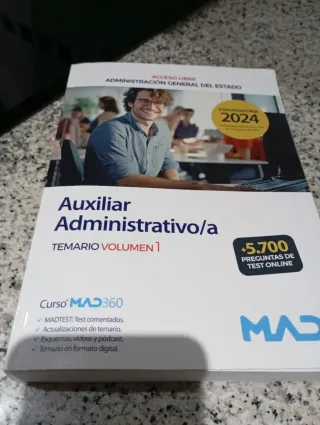 ACCESO LIBRE
ADMINISTRACIÓN GENERAL DEL ESTADO
CONVOCATORIA
2024
Auxiliar
Administrativo/a
TEMARIO VOLUMEN 1
+5.700
PREGUNTAS DE
TEST ONLINE
Curso MAD360
✓ MADTEST: Test comentados.
✓ Actualizaciones de temario.
✓ Esquemas, vídeos y pódcast.
✓ Temario en formato digital.
MAD